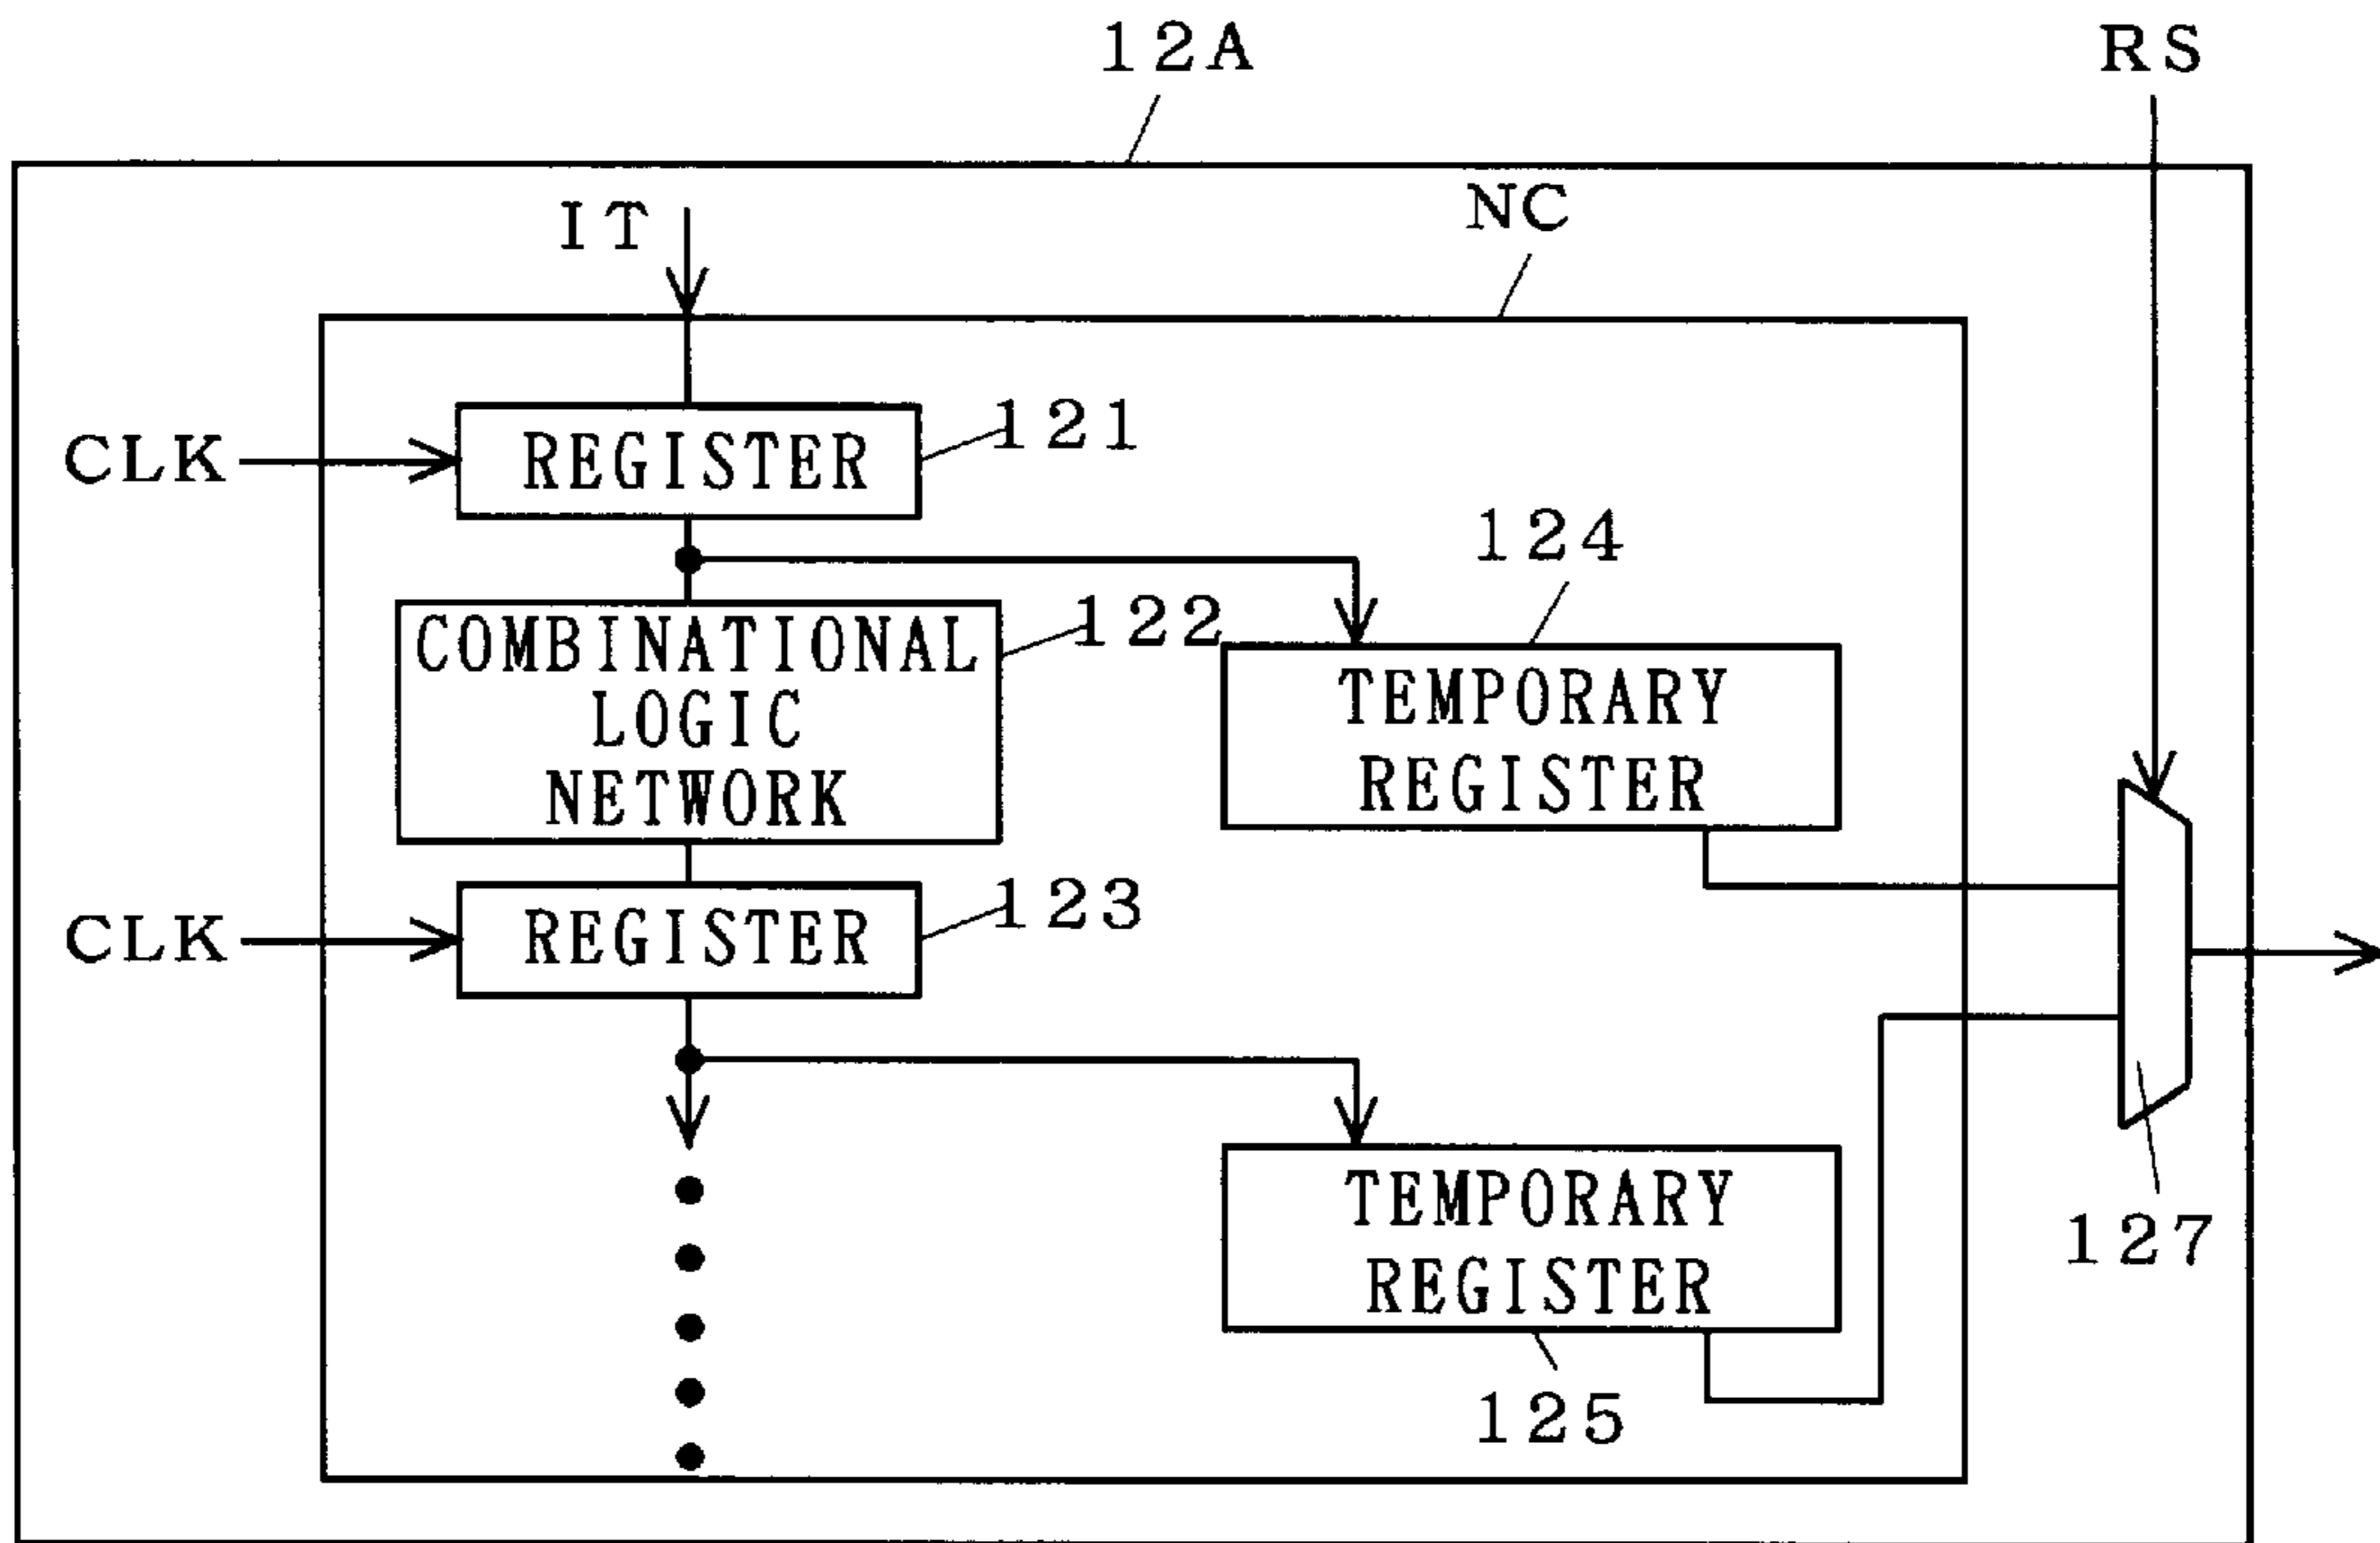 12A
RS
IT
NC
CLK
REGISTER
121
124
COMBINATIONAL
LOGIC
NETWORK
122
TEMPORARY
REGISTER
CLK
REGISTER
123
TEMPORARY
REGISTER
127
125